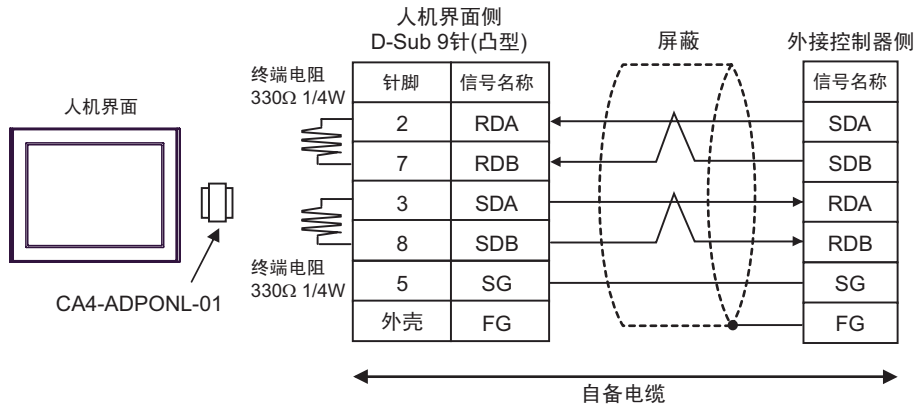 人机界面侧
D-Sub 9针(凸型)
屏蔽
外接控制器侧
终端电阻
330Ω 1/4W
针脚 信号名称
信号名称
人机界面
2 RDA
SDA
7 RDB
SDB
3 SDA
RDA
8 SDB
RDB
终端电阻
330Ω 1/4W
5 SG
SG
CA4-ADPONL-01
外壳 FG
FG
自备电缆